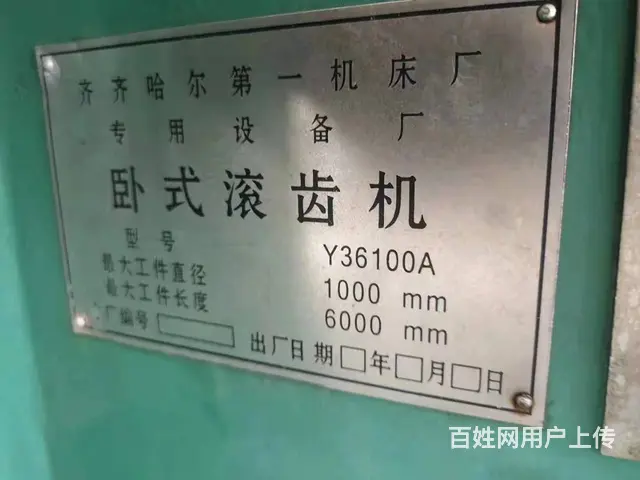 齐齐哈尔第一机床厂
专用设备厂
卧式滚齿机
型号 Y36100A
最大工件直径 1000 mm
最大工件长度 6000 mm
厂编号 出厂日期 年 月 日
百姓网用户上传